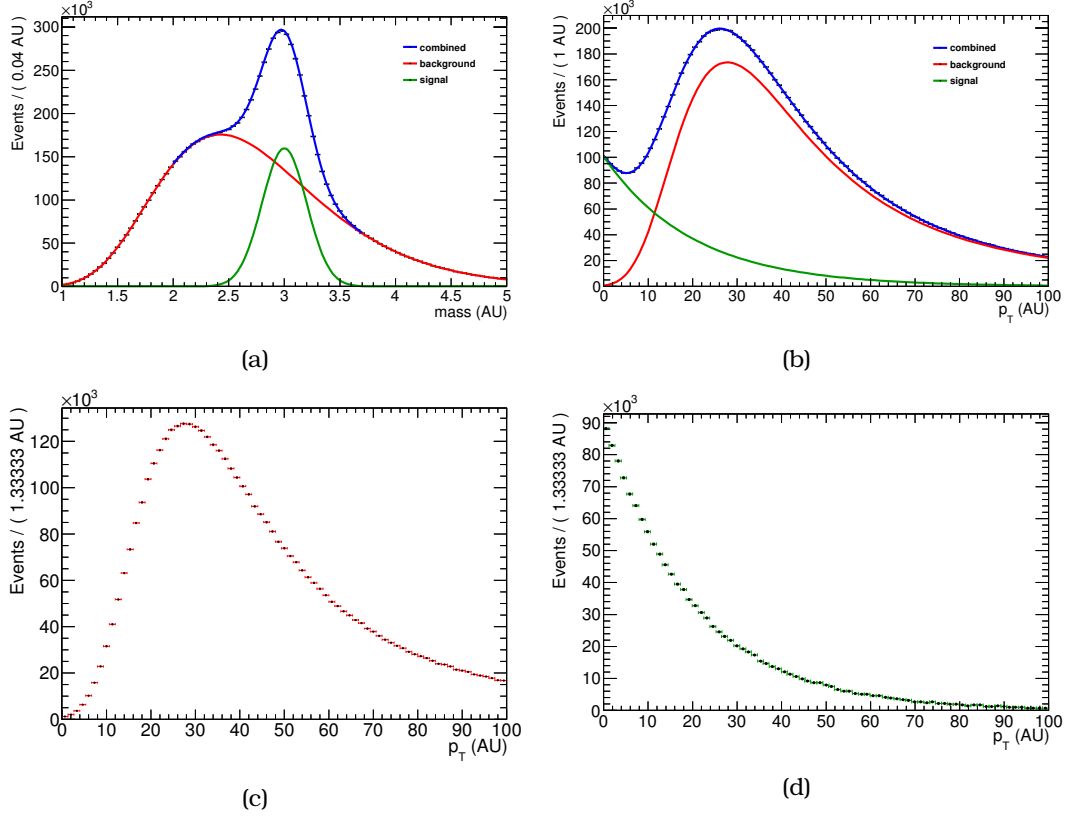 ×10³
Events / ( 0.04 AU )
300
250
200
150
100
50
0
1 1.5 2 2.5 3 3.5 4 4.5 5
mass (AU)
combined
background
signal
(a)
×10³
Events / ( 1 AU )
200
180
160
140
120
100
80
60
40
20
0
0 10 20 30 40 50 60 70 80 90 100
p_T (AU)
combined
background
signal
(b)
×10³
Events / ( 1.33333 AU )
120
100
80
60
40
20
0
0 10 20 30 40 50 60 70 80 90 100
p_T (AU)
(c)
×10³
Events / ( 1.33333 AU )
90
80
70
60
50
40
30
20
10
0
0 10 20 30 40 50 60 70 80 90 100
p_T (AU)
(d)